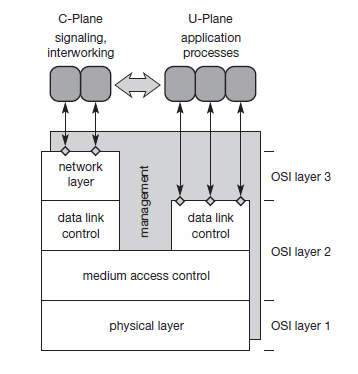 C-Plane
signaling,
interworking
U-Plane
application
processes
network
layer
management
OSI layer 3
data link
control
data link
control
OSI layer 2
medium access control
physical layer
OSI layer 1